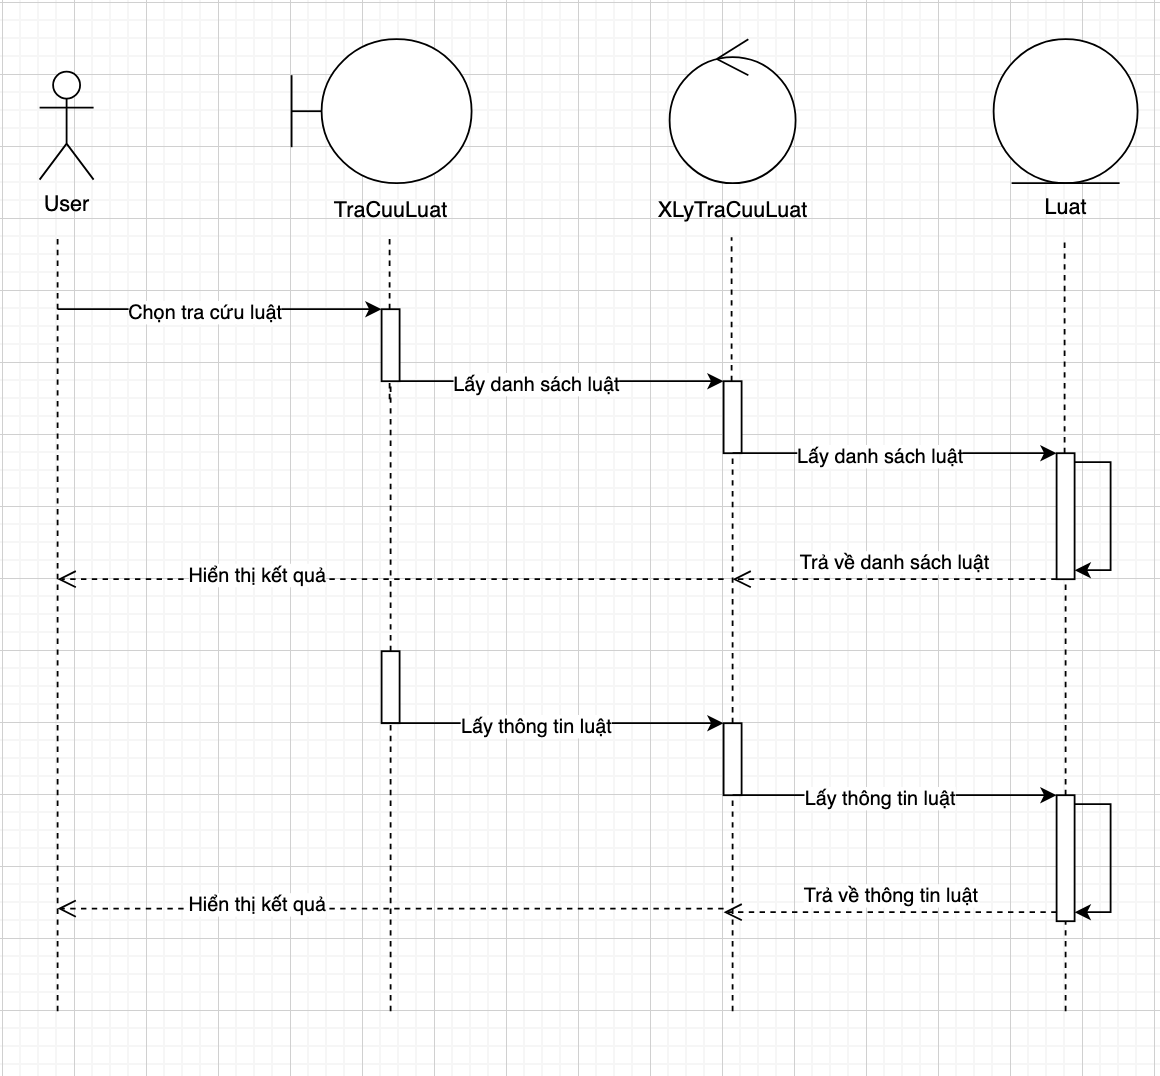 User
TraCuuLuat
XLyTraCuuLuat
Luat
Chọn tra cứu luật
Lấy danh sách luật
Lấy danh sách luật
Trả về danh sách luật
Hiển thị kết quả
Lấy thông tin luật
Lấy thông tin luật
Trả về thông tin luật
Hiển thị kết quả